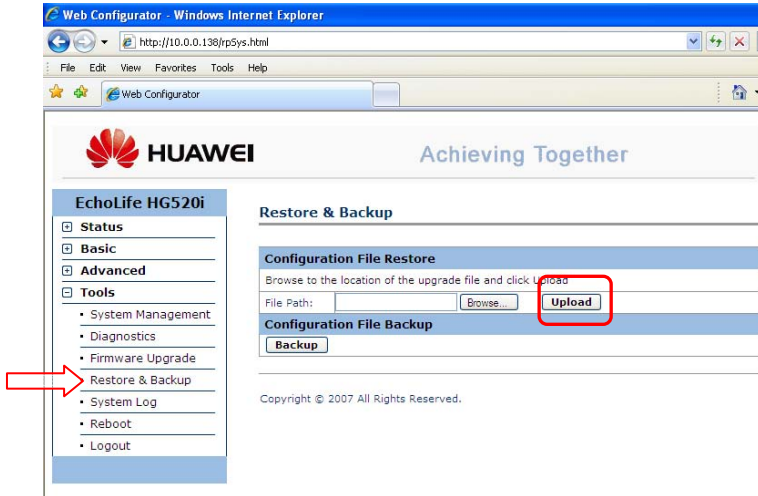 Web Configurator - Windows Internet Explorer
http://10.0.0.138/rpSys.html
File Edit View Favorites Tools Help
Web Configurator
HUAWEI
Achieving Together
EchoLife HG520i
Status
Basic
Advanced
Tools
System Management
Diagnostics
Firmware Upgrade
Restore & Backup
System Log
Reboot
Logout
Restore & Backup
Configuration File Restore
Browse to the location of the upgrade file and click Upload
File Path: Browse... Upload
Configuration File Backup
Backup
Copyright © 2007 All Rights Reserved.